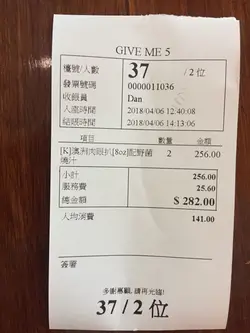 GIVE ME 5
檯號/人數 37 / 2 位
發票號碼 0000011036
收銀員 Dan
入座時間 2018/04/06 12:40:08
結賬時間 2018/04/06 14:13:06
項目 數量 金額
[K]澳洲肉眼扒[8oz]配野菌 2 256.00
燒汁
小計 256.00
服務費 25.60
總金額 $ 282.00
人均消費 141.00
簽署
多謝惠顧, 請再光臨!
37 / 2 位